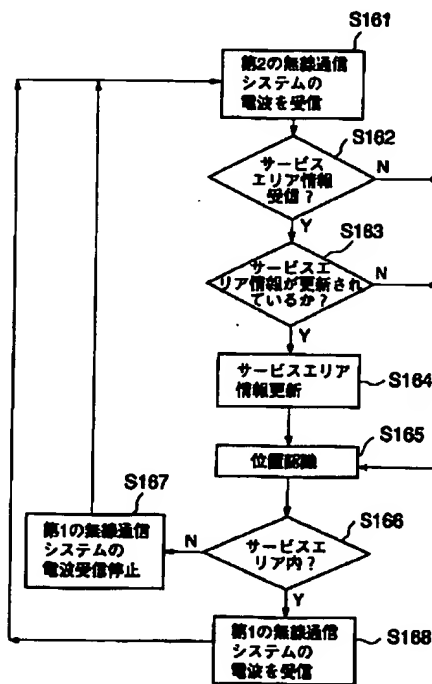 S161
第2の無線通信
システムの
電波を受信
S162
サービス
エリア情報
受信?
N
Y
S163
サービスエ
リア情報が更新され
ているか?
N
Y
サービスエリア
情報更新
S164
位置認識
S165
S167
第1の無線通信
システムの
電波受信停止
N
サービスエ
リア内?
S166
Y
第1の無線通信
システムの
電波を受信
S168